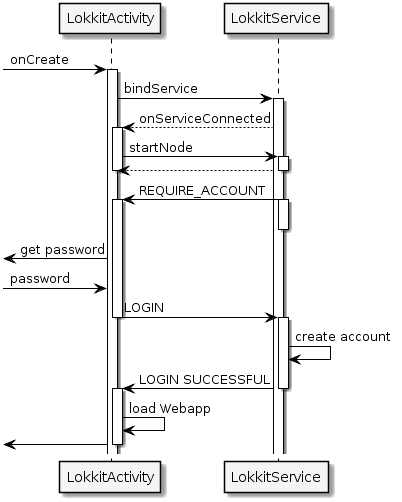 LokkitActivity
LokkitService
onCreate
bindService
onServiceConnected
startNode
REQUIRE_ACCOUNT
get password
password
LOGIN
create account
LOGIN SUCCESSFUL
load Webapp
LokkitActivity
LokkitService